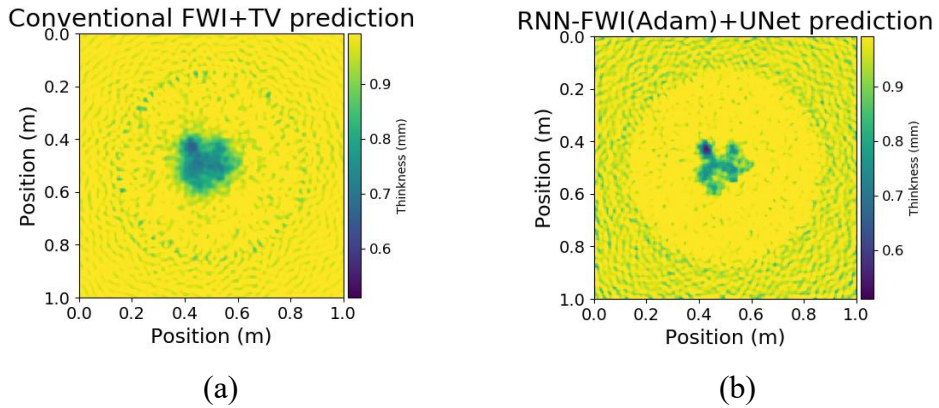 Conventional FWI+TV prediction
0.0
0.2
0.4
0.6
0.8
1.0
Position (m)
0.0 0.2 0.4 0.6 0.8 1.0
Position (m)
0.9
0.8
0.7
0.6
Thinkness (mm)
(a)
RNN-FWI(Adam)+UNet prediction
0.0
0.2
0.4
0.6
0.8
1.0
Position (m)
0.0 0.2 0.4 0.6 0.8 1.0
Position (m)
0.9
0.8
0.7
0.6
Thinkness (mm)
(b)